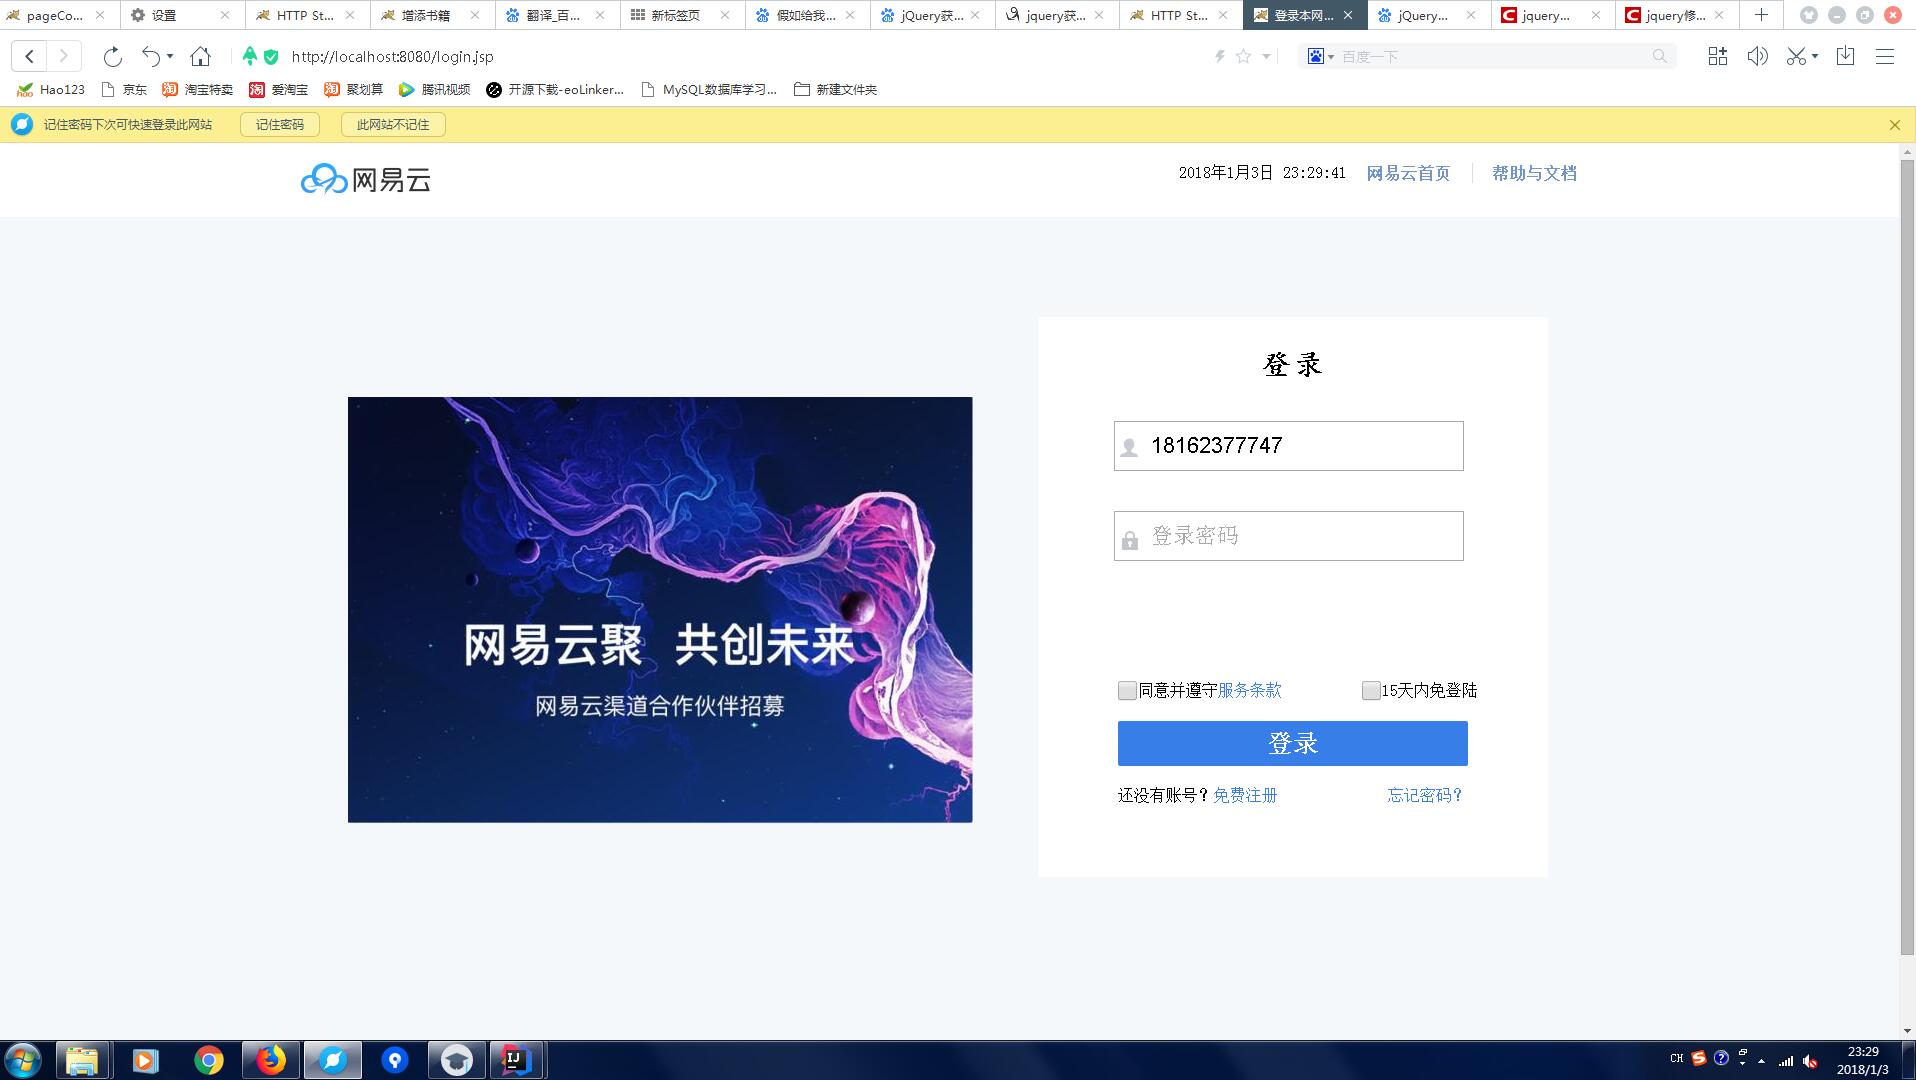 pageCo... 设置 HTTP St... 增添书籍 翻译_百... 新标签页 假如给我... jQuery获... jquery获... HTTP St... 登录本网... jQuery... jquery... jquery修...
http://localhost:8080/login.jsp 百度一下
Hao123 京东 淘宝特卖 爱淘宝 聚划算 腾讯视频 开源下载-eoLinker... MySQL数据库学习... 新建文件夹
记住密码下次可快速登录此网站 记住密码 此网站不记住
网易云 2018年1月3日 23:29:41 网易云首页 帮助与文档
登录
18162377747
登录密码
网易云聚 共创未来
网易云渠道合作伙伴招募
同意并遵守服务条款 15天内免登陆
登录
还没有账号？免费注册 忘记密码？
CH 23:29
2018/1/3